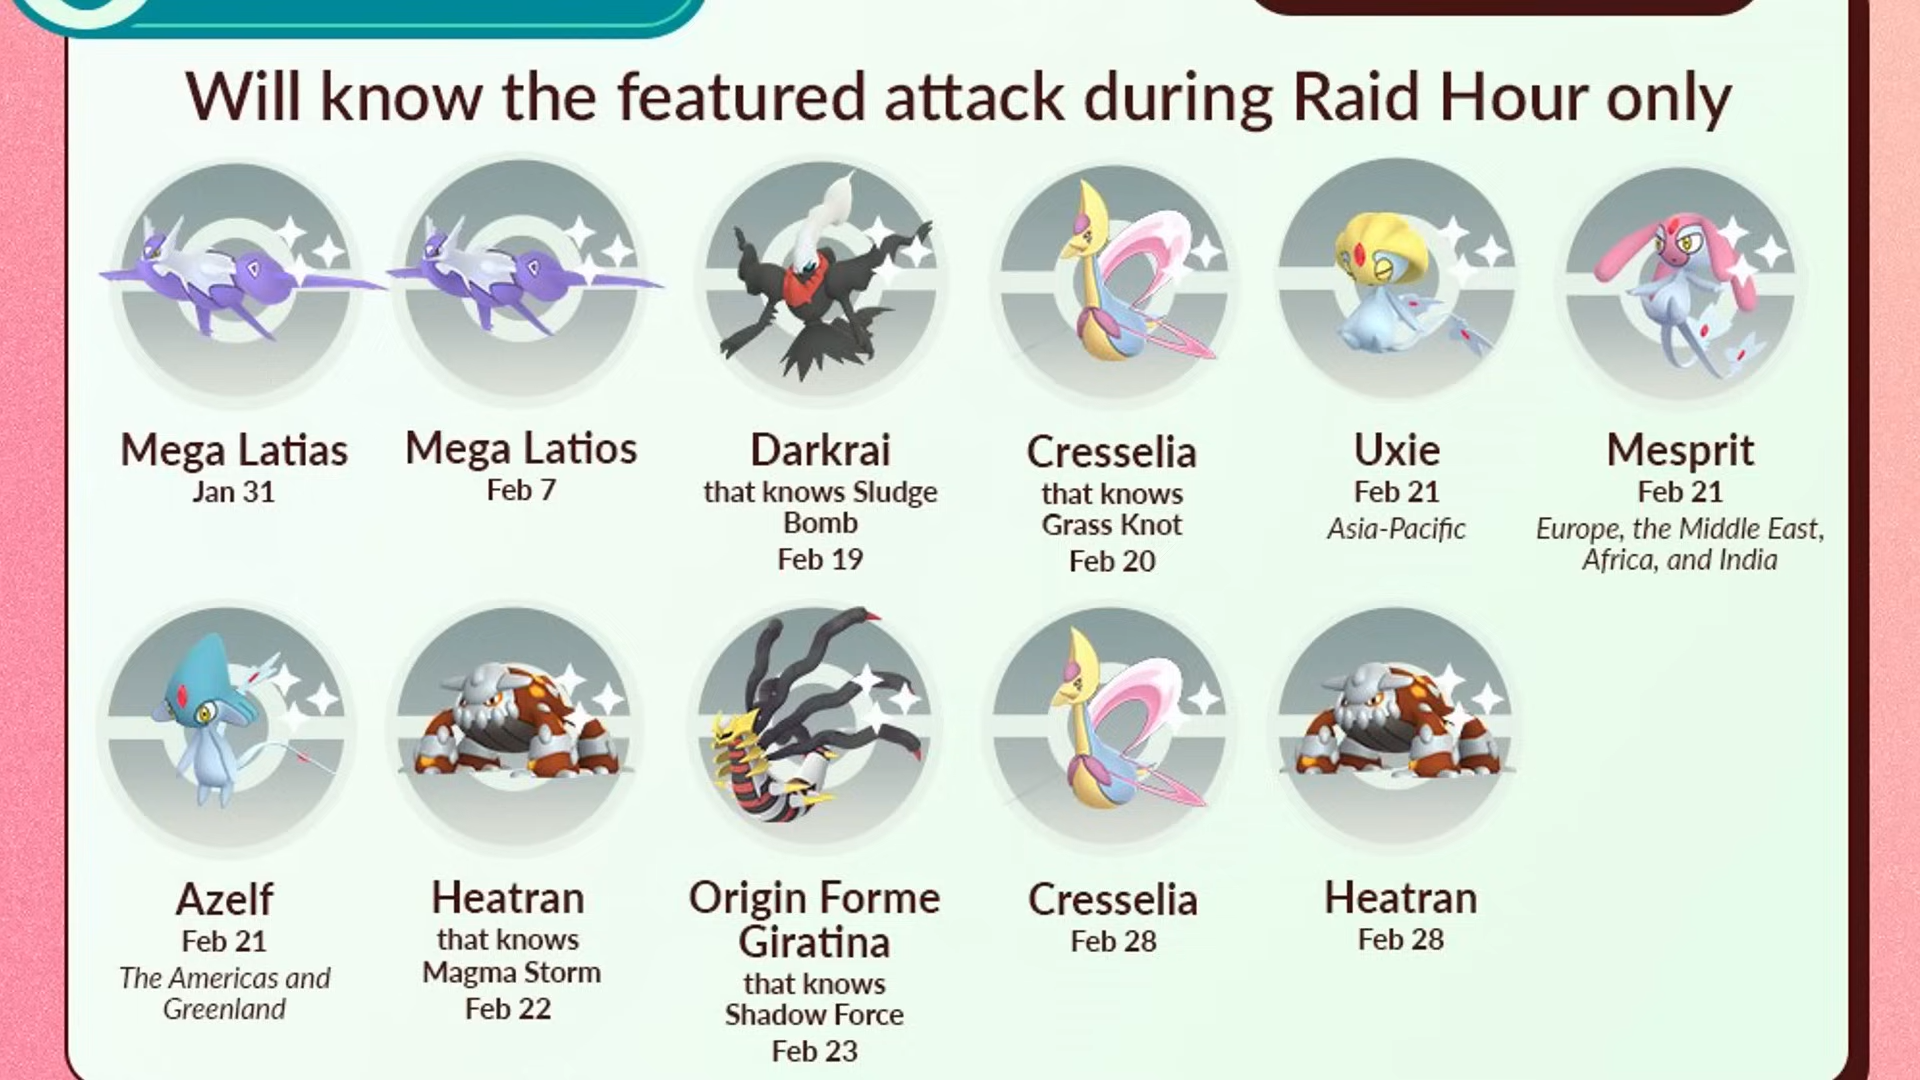 Will know the featured attack during Raid Hour only
Mega Latias
Jan 31
Mega Latios
Feb 7
Darkrai
that knows Sludge
Bomb
Feb 19
Cresselia
that knows
Grass Knot
Feb 20
Uxie
Feb 21
Asia-Pacific
Mesprit
Feb 21
Europe, the Middle East,
Africa, and India
Azelf
Feb 21
The Americas and
Greenland
Heatran
that knows
Magma Storm
Feb 22
Origin Forme
Giratina
that knows
Shadow Force
Feb 23
Cresselia
Feb 28
Heatran
Feb 28